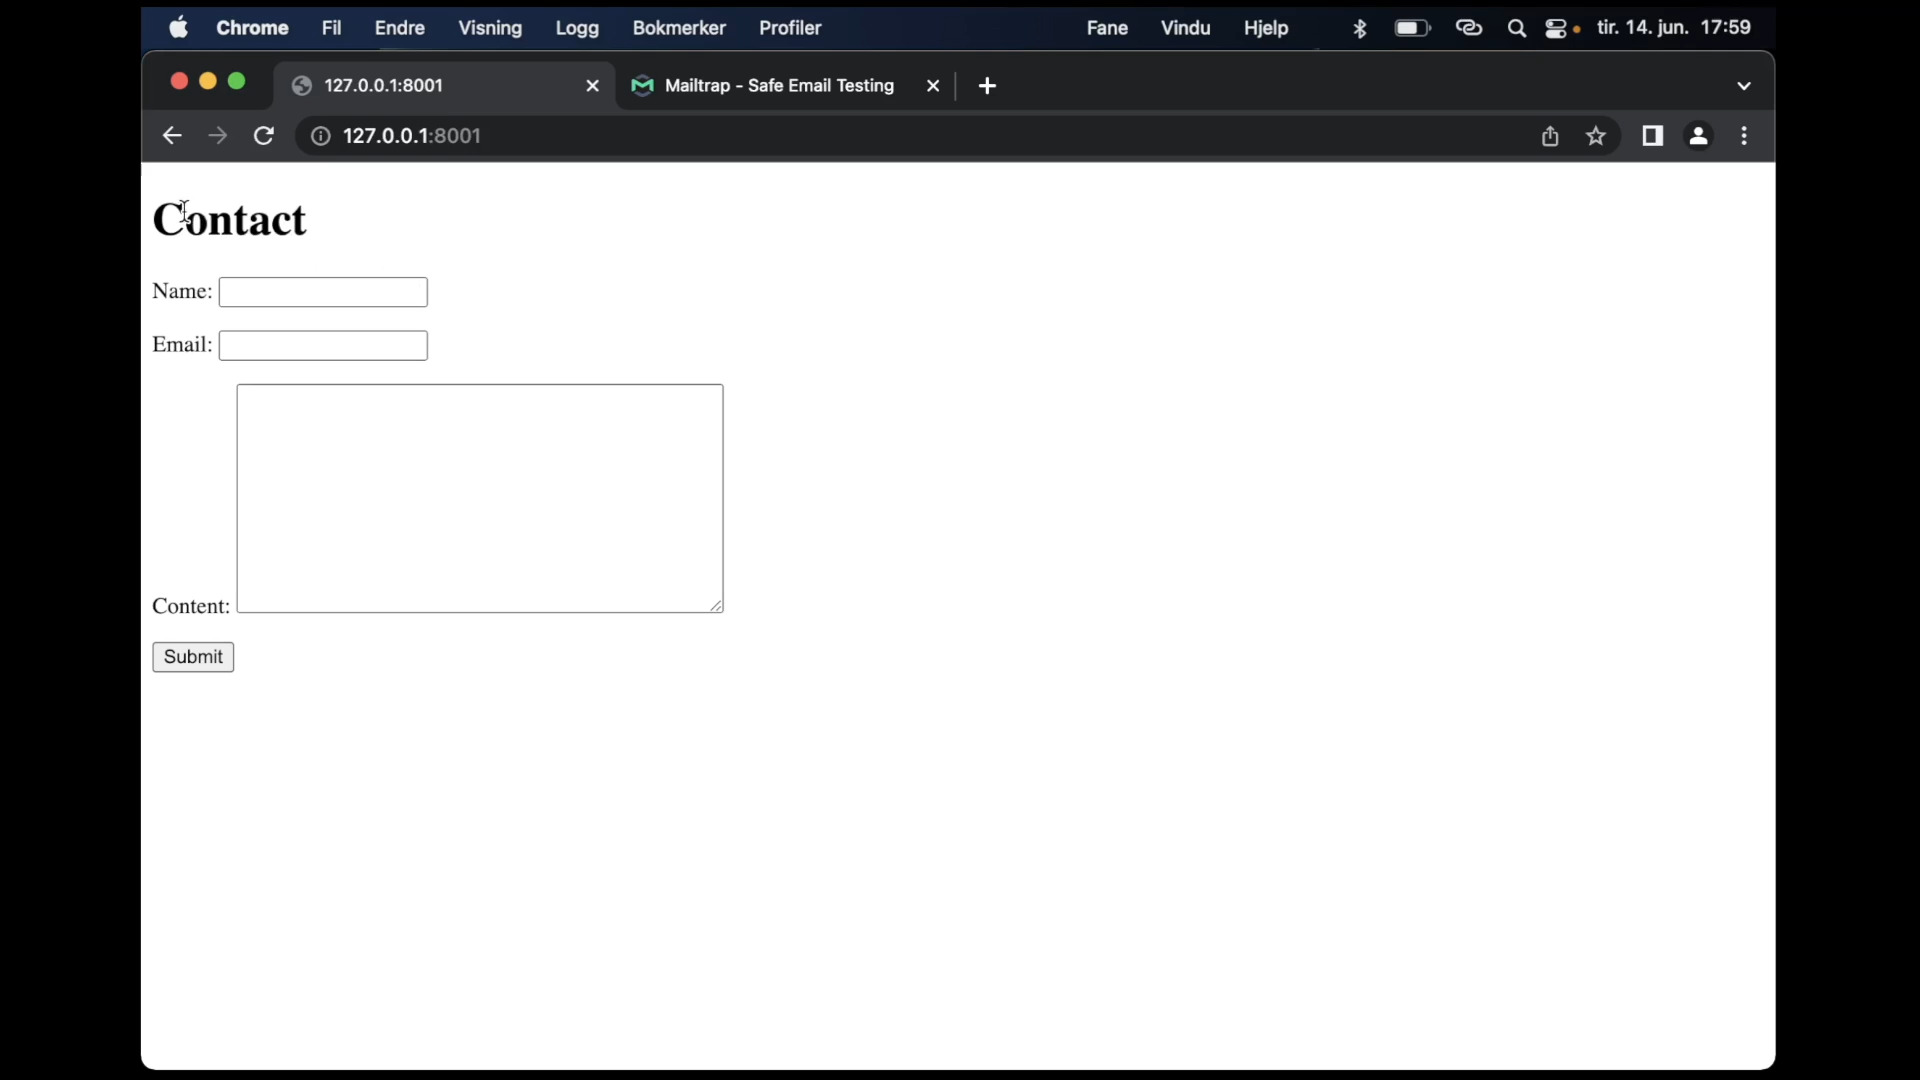 Chrome Fil Endre Visning Logg Bokmerker Profiler Fane Vindu Hjelp tir. 14. jun. 17:59
127.0.0.1:8001 Mailtrap - Safe Email Testing
127.0.0.1:8001
Contact
Name:
Email:
Content:
Submit